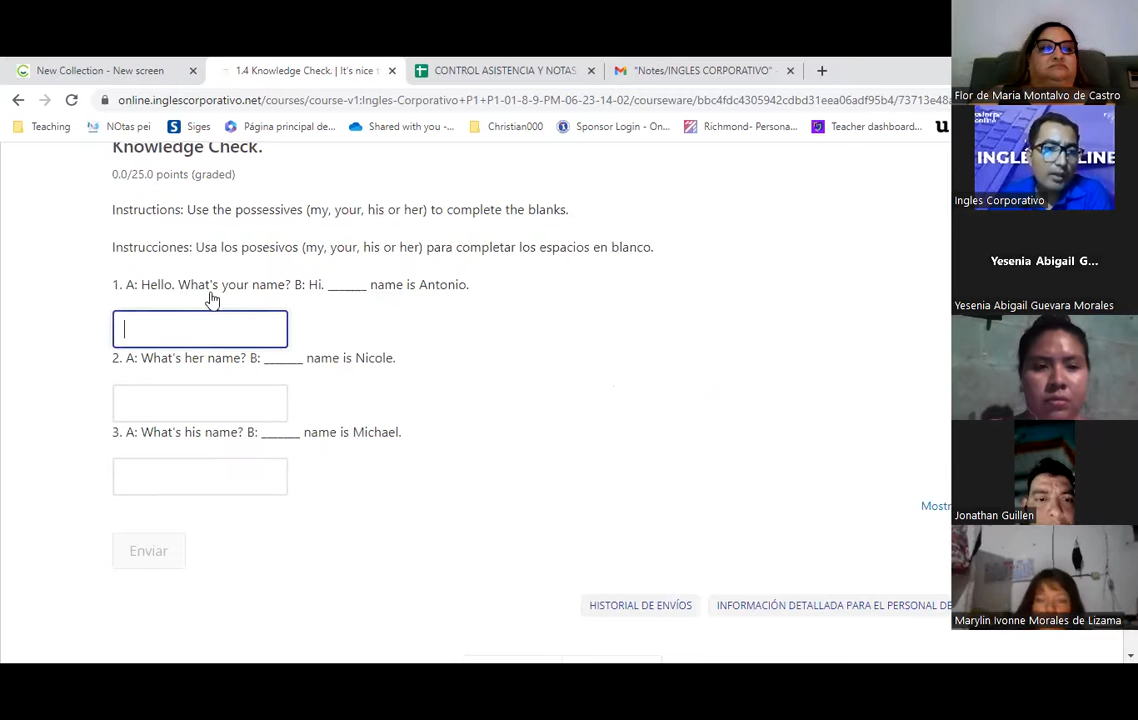 New Collection - New screen
1.4 Knowledge Check. | It's nice t
CONTROL ASISTENCIA Y NOTAS
"Notes/INGLES CORPORATIVO" -
online.inglescorporativo.net/courses/course-v1:Ingles-Corporativo+P1+P1-01-8-9-PM-06-23-14-02/courseware/bbc4fdc4305942cdbd31eea06adf95b4/73713e48a
Teaching
NOtas pei
Siges
Página principal de...
Shared with you -...
Christian000
Sponsor Login - On...
Richmond- Persona...
Teacher dashboard...
Knowledge Check.
0.0/25.0 points (graded)
Instructions: Use the possessives (my, your, his or her) to complete the blanks.
Instrucciones: Usa los posesivos (my, your, his or her) para completar los espacios en blanco.
1. A: Hello. What's your name? B: Hi. _______ name is Antonio.
2. A: What's her name? B: _______ name is Nicole.
3. A: What's his name? B: _______ name is Michael.
Mostr
Enviar
HISTORIAL DE ENVÍOS
INFORMACIÓN DETALLADA PARA EL PERSONAL DE
Flor de Maria Montalvo de Castro
INGLÉ
LINE
Ingles Corporativo
Yesenia Abigail G...
Yesenia Abigail Guevara Morales
Jonathan Guillen
Marylin Ivonne Morales de Lizama